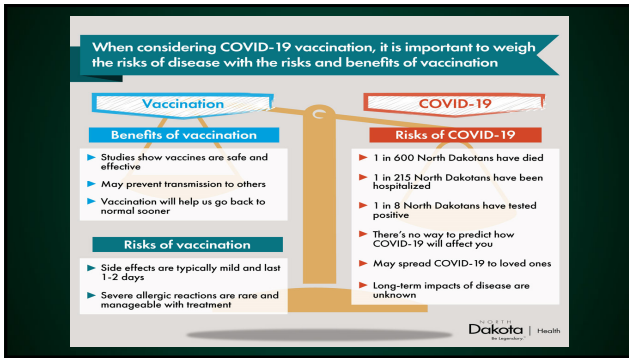 When considering COVID-19 vaccination, it is important to weigh
the risks of disease with the risks and benefits of vaccination
Vaccination
Benefits of vaccination
Studies show vaccines are safe and
effective
May prevent transmission to others
Vaccination will help us go back to
normal sooner
Risks of vaccination
Side effects are typically mild and last
1-2 days
Severe allergic reactions are rare and
manageable with treatment
COVID-19
Risks of COVID-19
1 in 600 North Dakotans have died
1 in 215 North Dakotans have been
hospitalized
1 in 8 North Dakotans have tested
positive
There's no way to predict how
COVID-19 will affect you
May spread COVID-19 to loved ones
Long-term impacts of disease are
unknown
NORTH
Dakota | Health
Be Legendary.